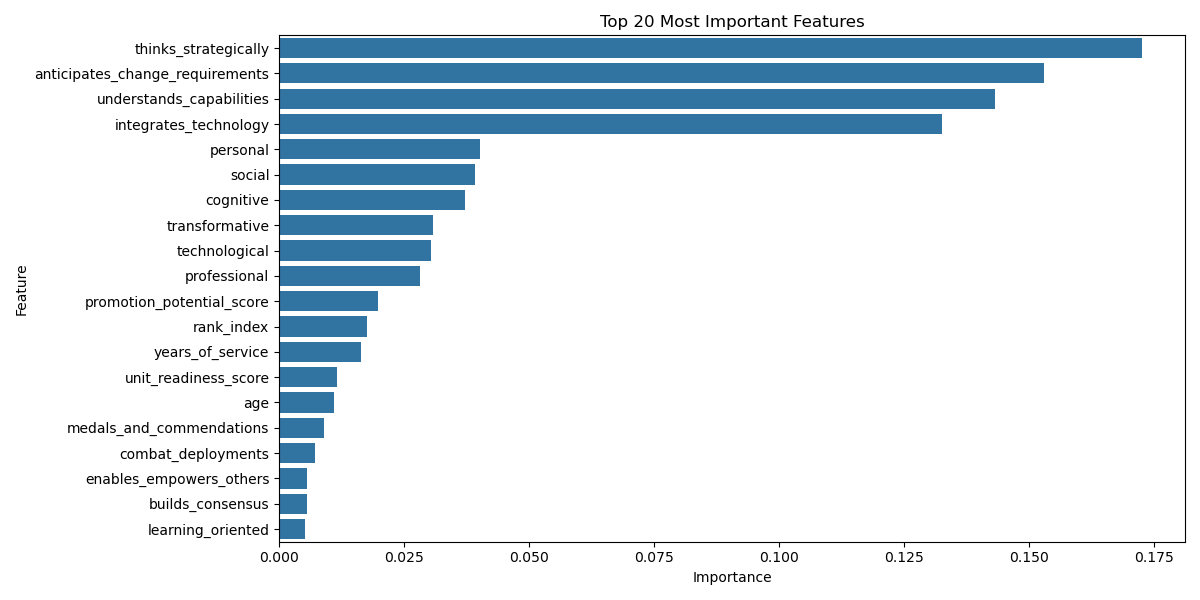 Top 20 Most Important Features
thinks_strategically
anticipates_change_requirements
understands_capabilities
integrates_technology
personal
social
cognitive
transformative
technological
professional
promotion_potential_score
rank_index
years_of_service
unit_readiness_score
age
medals_and_commendations
combat_deployments
enables_empowers_others
builds_consensus
learning_oriented
Feature
0.000 0.025 0.050 0.075 0.100 0.125 0.150 0.175
Importance